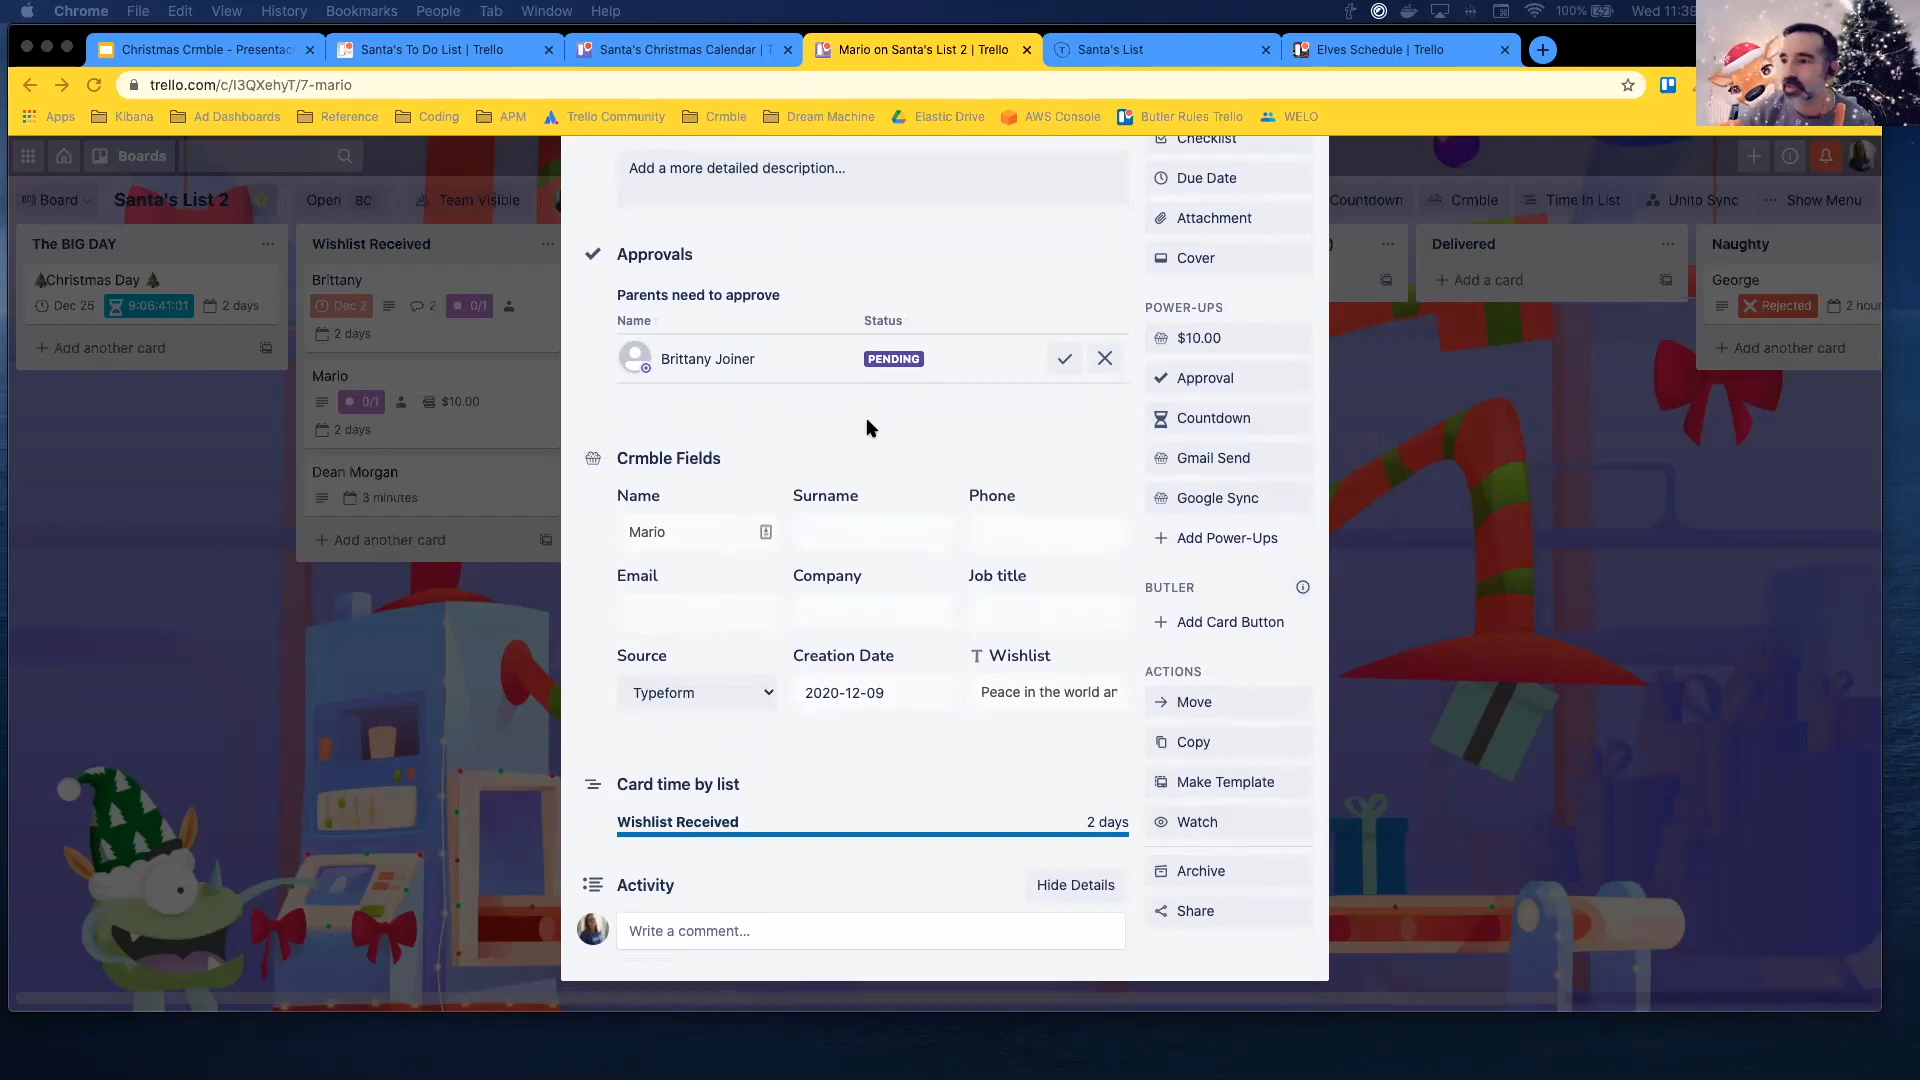 Chrome File Edit View History Bookmarks People Tab Window Help 100% Wed 11:39
Christmas Crmble - Presentac Santa's To Do List | Trello Santa's Christmas Calendar | T Mario on Santa's List 2 | Trello Santa's List Elves Schedule | Trello
trello.com/c/I3QXehyT/7-mario
Apps Kibana Ad Dashboards Reference Coding APM Trello Community Crmble Dream Machine Elastic Drive AWS Console Butler Rules Trello WELO
Boards
Board Santa's List 2 Open BC Team Visible Countdown Crmble Time In List Unito Sync Show Menu
The BIG DAY
Christmas Day
Dec 25 9:06:41:01 2 days
Add another card
Wishlist Received
Brittany
Dec 2 2 0/1
2 days
Mario
0/1 $10.00
2 days
Dean Morgan
3 minutes
Add another card
Add a more detailed description...
Approvals
Parents need to approve
Name Status
Brittany Joiner PENDING
Crmble Fields
Name Surname Phone
Mario
Email Company Job title
Source Creation Date Wishlist
Typeform 2020-12-09 Peace in the world an
Card time by list
Wishlist Received 2 days
Activity Hide Details
Write a comment...
Checklist
Due Date
Attachment
Cover
POWER-UPS
$10.00
Approval
Countdown
Gmail Send
Google Sync
Add Power-Ups
BUTLER
Add Card Button
ACTIONS
Move
Copy
Make Template
Watch
Archive
Share
)
Delivered
Add a card
Naughty
George
Rejected 2 hour
Add another card